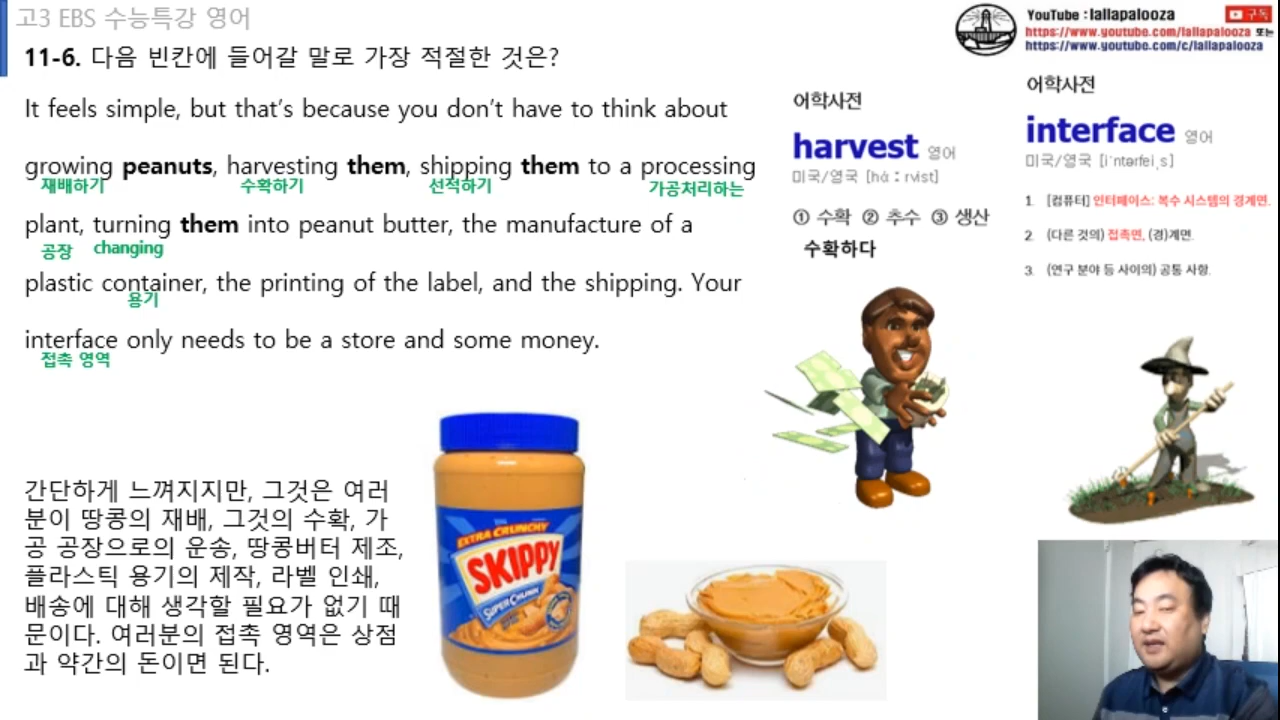 고3 EBS 수능특강 영어
11-6. 다음 빈칸에 들어갈 말로 가장 적절한 것은?
It feels simple, but that's because you don't have to think about
growing peanuts, harvesting them, shipping them to a processing
재배하기 수확하기 선적하기 가공처리하는
plant, turning them into peanut butter, the manufacture of a
공장 changing
plastic container, the printing of the label, and the shipping. Your
용기
interface only needs to be a store and some money.
접촉 영역
간단하게 느껴지지만, 그것은 여러
분이 땅콩의 재배, 그것의 수확, 가
공 공장으로의 운송, 땅콩버터 제조,
플라스틱 용기의 제작, 라벨 인쇄,
배송에 대해 생각할 필요가 없기 때
문이다. 여러분의 접촉 영역은 상점
과 약간의 돈이면 된다.
EXTRA CRUNCHY
SKIPPY
SUPER CHUNK
YouTube : lallapalooza
구독
https://www.youtube.com/lallapalooza 또는
https://www.youtube.com/c/lallapalooza
어학사전
harvest 영어
미국/영국 [hάːrvist]
① 수확 ② 추수 ③ 생산
수확하다
어학사전
interface 영어
미국/영국 [íntərfeiˌs]
1. [컴퓨터] 인터페이스: 복수 시스템의 경계면.
2. (다른 것의) 접촉면, (경)계면.
3. (연구 분야 등 사이의) 공통 사항.